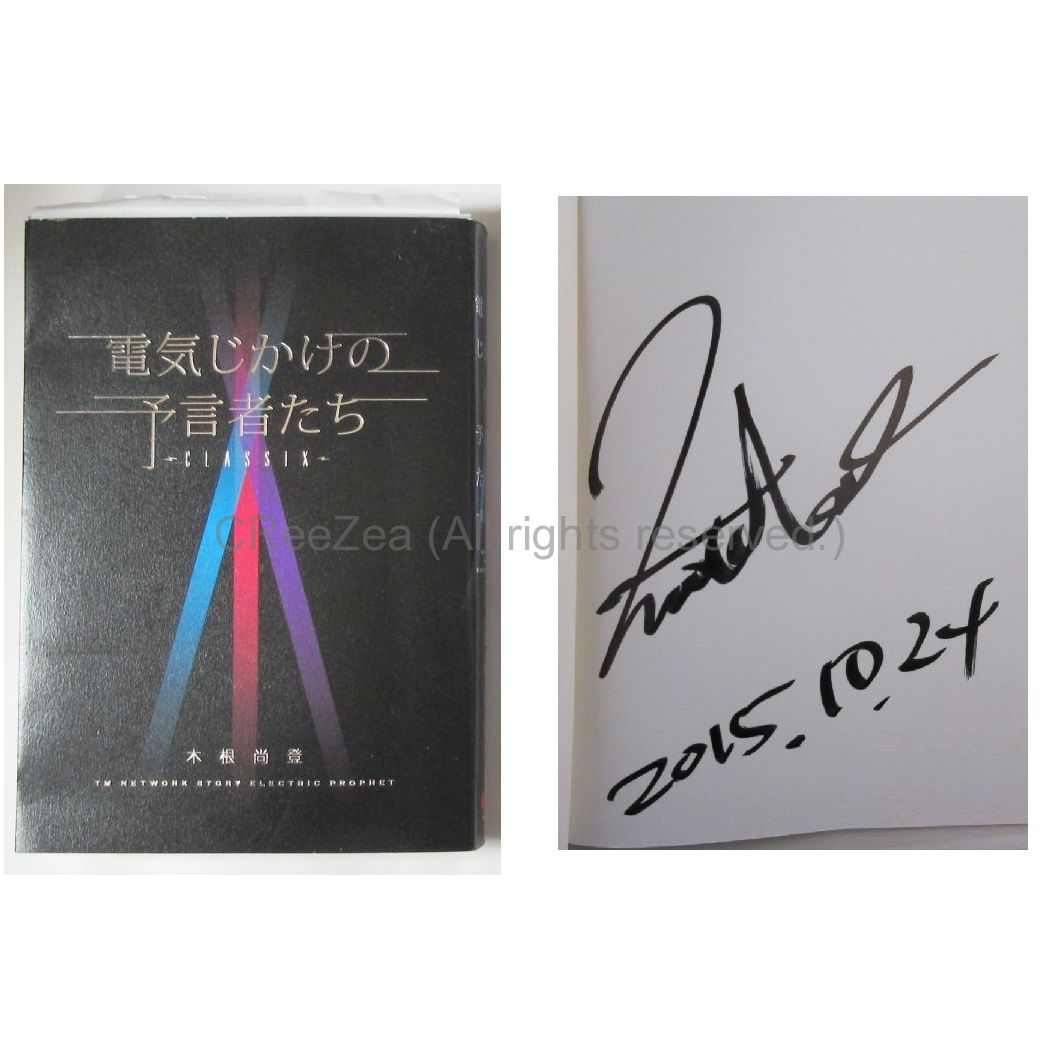 電気じかけの
予言者たち
CLASSIX
木根尚登
TM NETWORK STORY ELECTRIC PROPHET
CReeZea (All rights reserved.)
2015.10.24